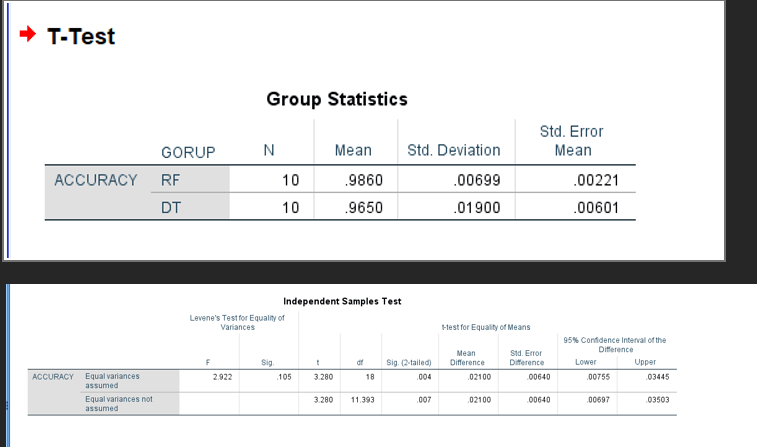 T-Test
Group Statistics
GORUP N Mean Std. Deviation Std. Error Mean
ACCURACY RF 10 .9860 .00699 .00221
DT 10 .9650 .01900 .00601
Independent Samples Test
Levene's Test for Equality of Variances t-test for Equality of Means
95% Confidence Interval of the Difference
F Sig. t df Sig. (2-tailed) Mean Difference Std. Error Difference Lower Upper
ACCURACY Equal variances assumed 2.922 .105 3.280 18 .004 .02100 .00640 .00755 .03445
Equal variances not assumed 3.280 11.393 .007 .02100 .00640 .00697 .03503